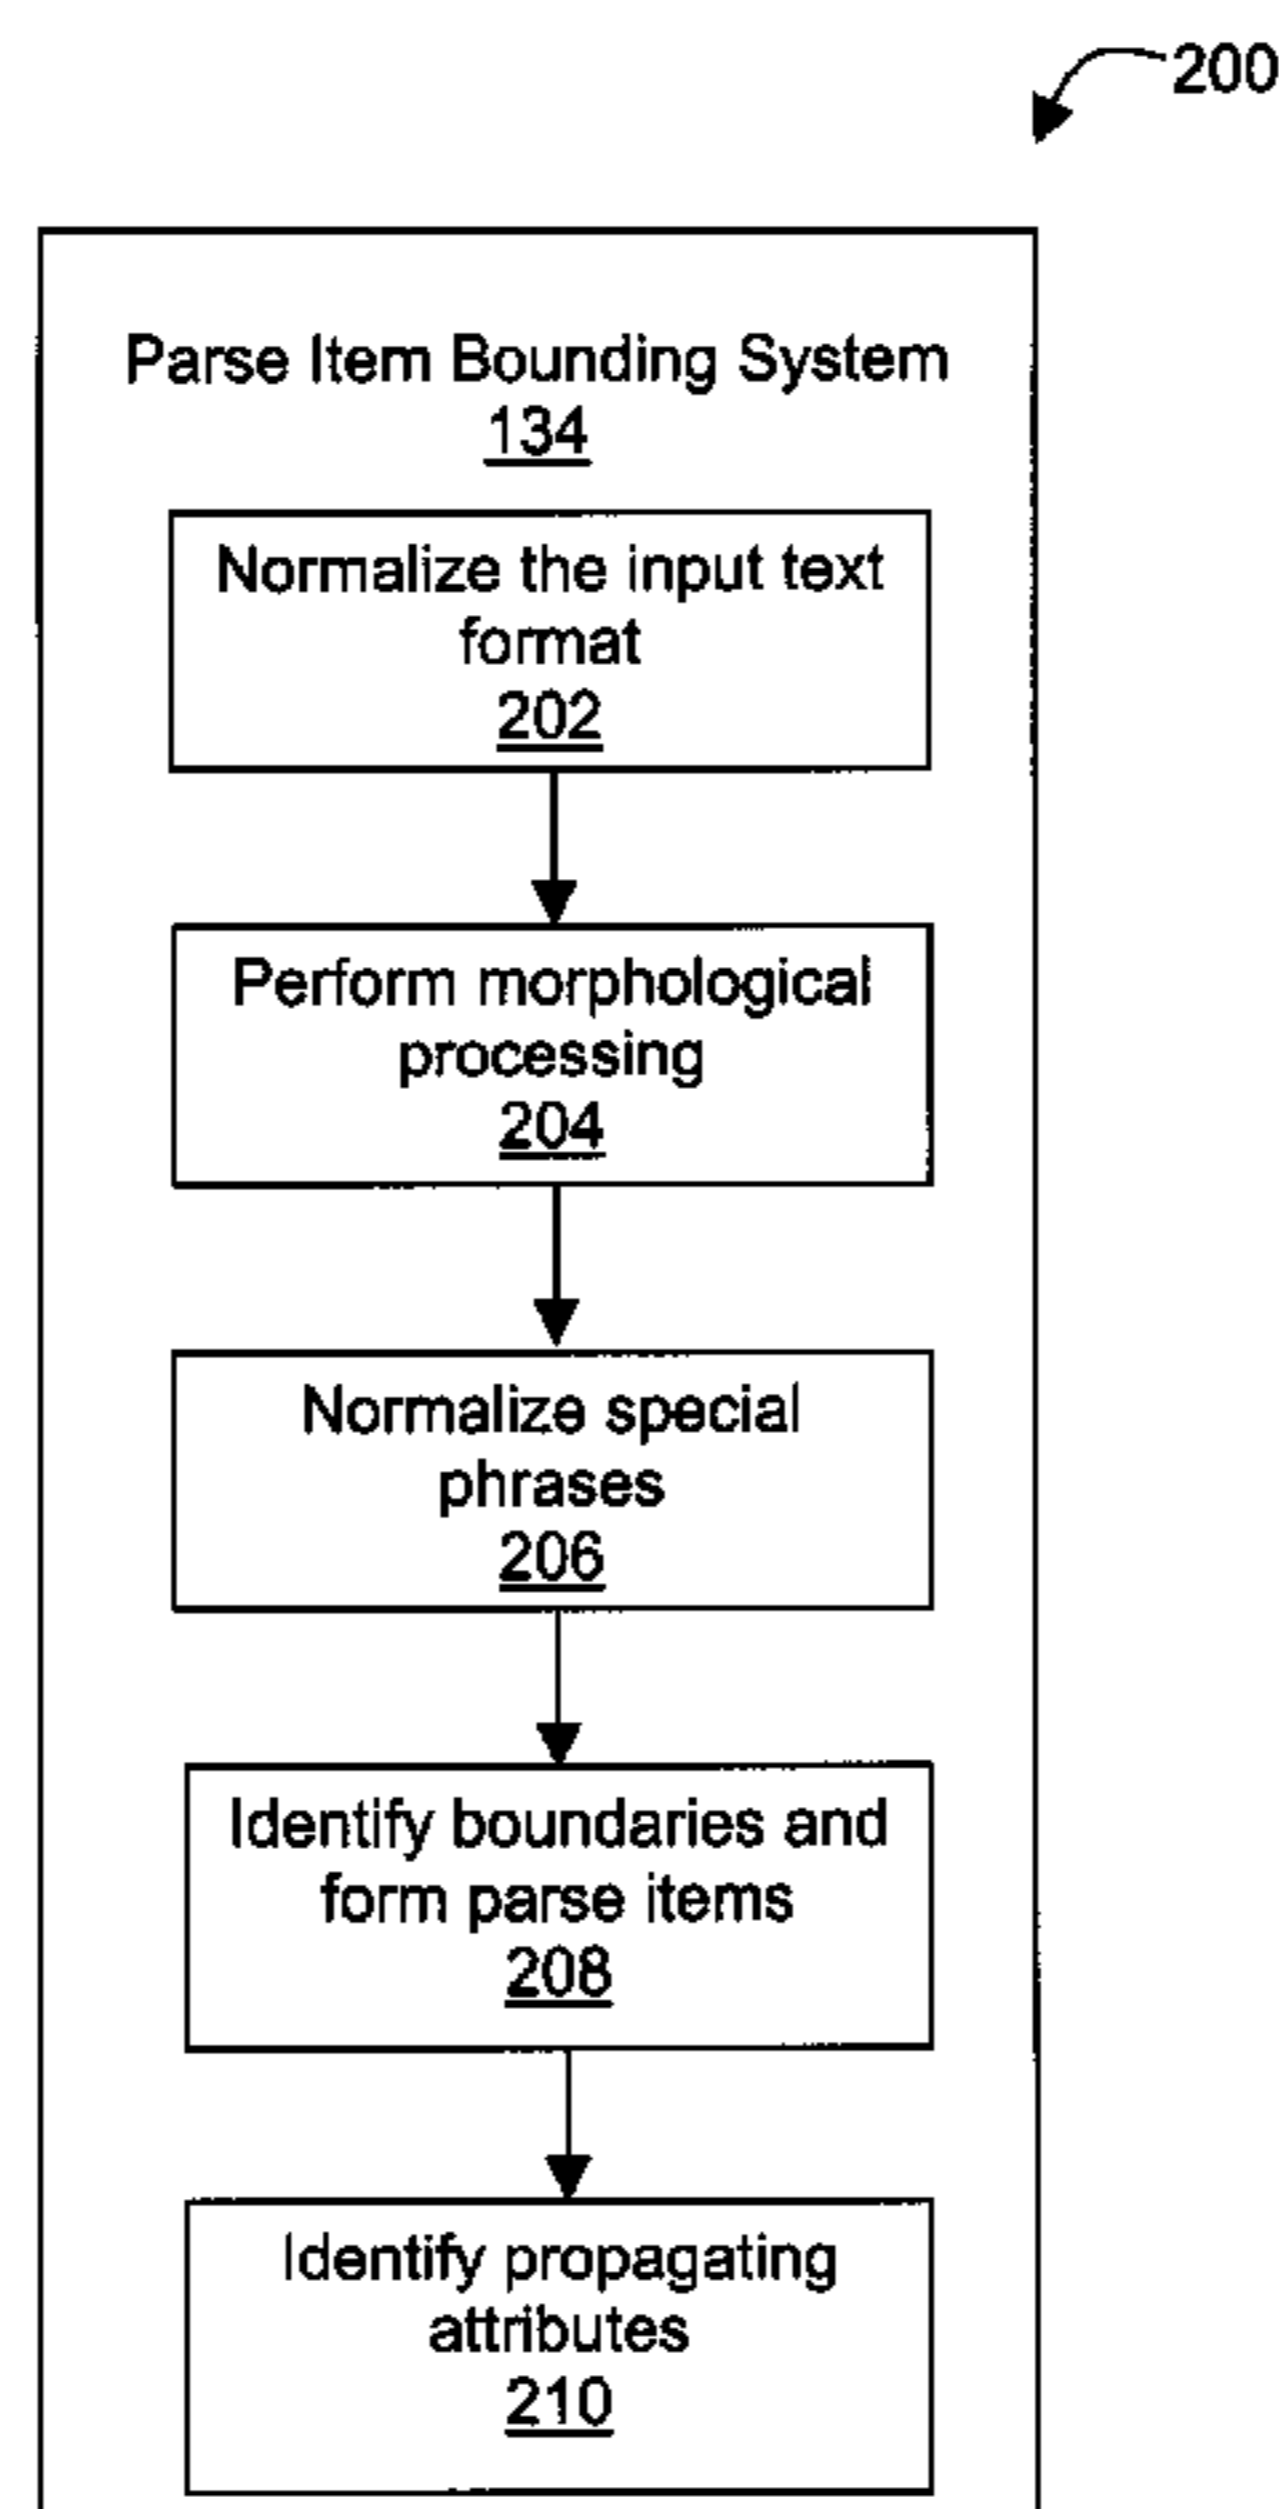 200
Parse Item Bounding System
134
Normalize the input text
format
202
Perform morphological
processing
204
Normalize special
phrases
206
Identify boundaries and
form parse items
208
Identify propagating
attributes
210